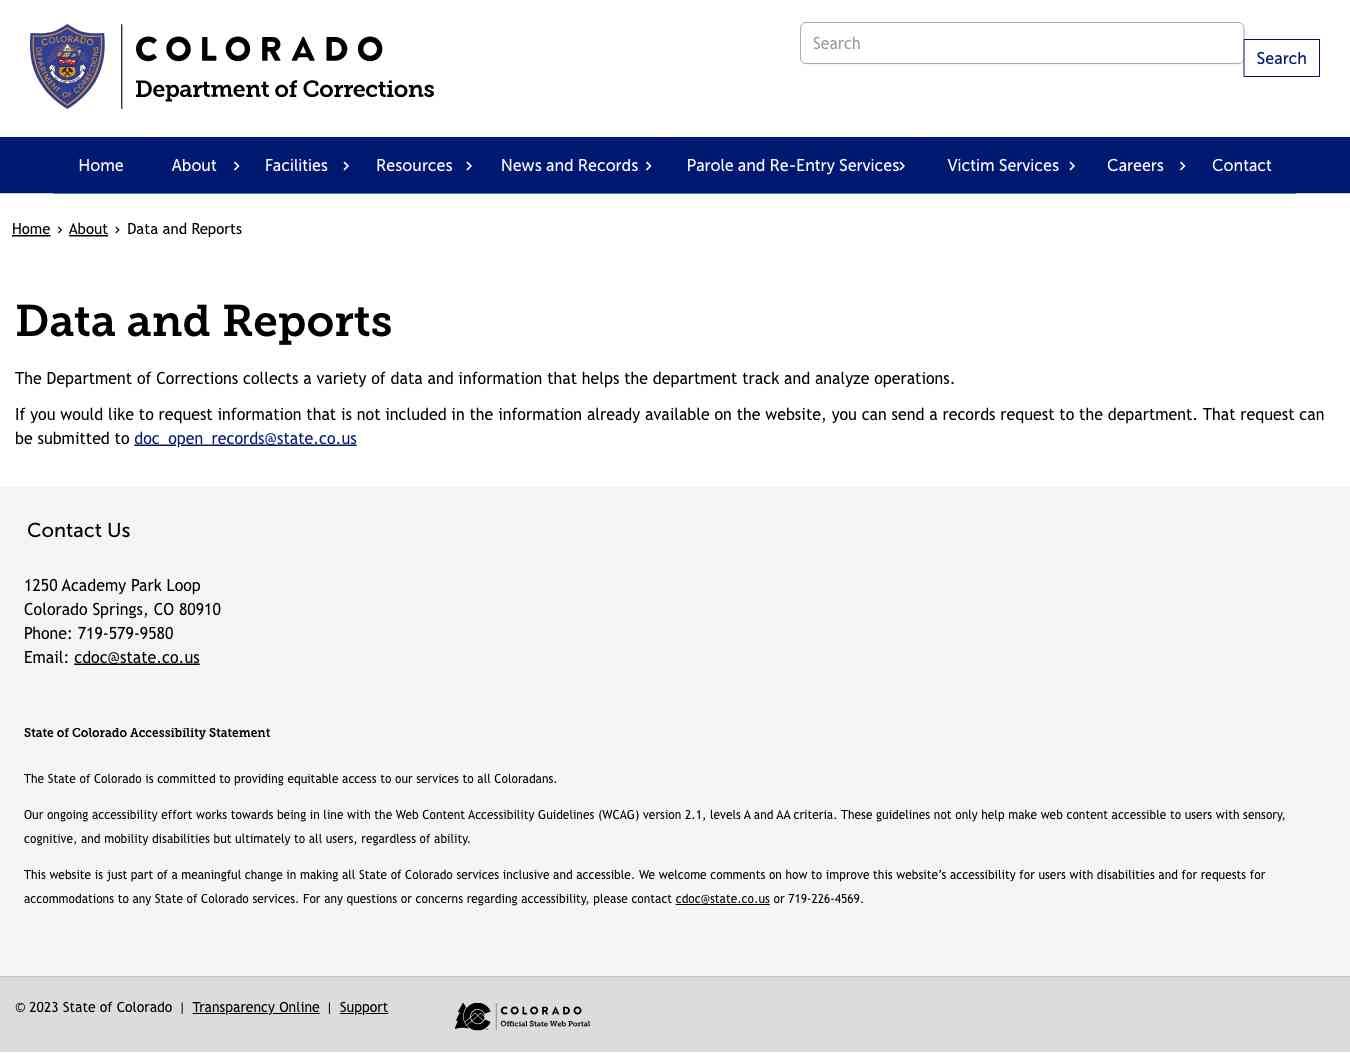 COLORADO
Department of Corrections
Search
Search
Home
About
Facilities
Resources
News and Records
Parole and Re-Entry Services
Victim Services
Careers
Contact
Home › About › Data and Reports
Data and Reports
The Department of Corrections collects a variety of data and information that helps the department track and analyze operations.
If you would like to request information that is not included in the information already available on the website, you can send a records request to the department. That request can
be submitted to doc_open_records@state.co.us
Contact Us
1250 Academy Park Loop
Colorado Springs, CO 80910
Phone: 719-579-9580
Email: cdoc@state.co.us
State of Colorado Accessibility Statement
The State of Colorado is committed to providing equitable access to our services to all Coloradans.
Our ongoing accessibility effort works towards being in line with the Web Content Accessibility Guidelines (WCAG) version 2.1, levels A and AA criteria. These guidelines not only help make web content accessible to users with sensory,
cognitive, and mobility disabilities but ultimately to all users, regardless of ability.
This website is just part of a meaningful change in making all State of Colorado services inclusive and accessible. We welcome comments on how to improve this website’s accessibility for users with disabilities and for requests for
accommodations to any State of Colorado services. For any questions or concerns regarding accessibility, please contact cdoc@state.co.us or 719-226-4569.
© 2023 State of Colorado | Transparency Online | Support
COLORADO
Official State Web Portal